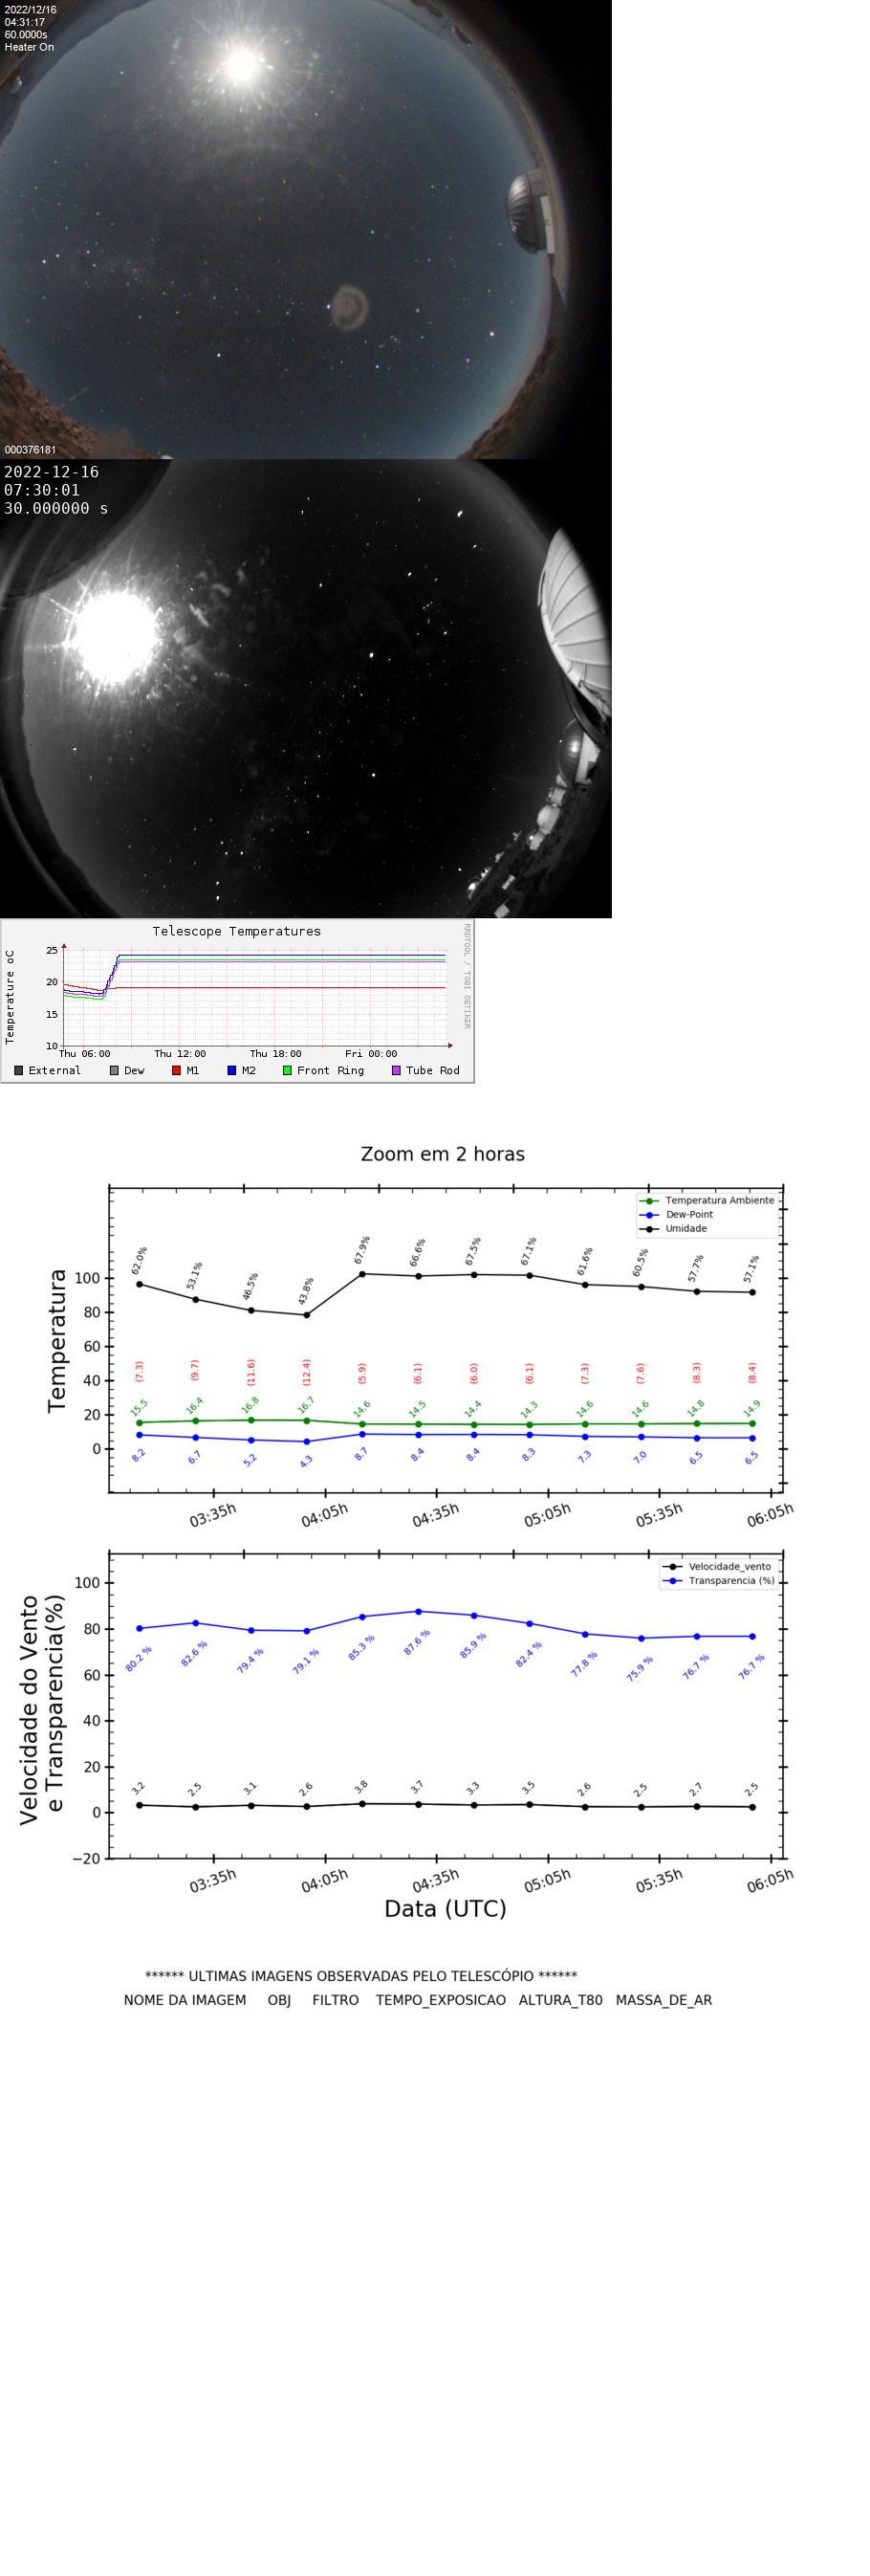 2022/12/16
04:31:17
60.0000s
Heater On
000376181
2022-12-16
07:30:01
30.000000 s
Telescope Temperatures
RRDTOOL / TOBI OETIKER
Temperature oC
25
20
15
10
Thu 06:00 Thu 12:00 Thu 18:00 Fri 00:00
External Dew M1 M2 Front Ring Tube Rod
Zoom em 2 horas
Temperatura Ambiente
Dew-Point
Umidade
Temperatura
100
80
60
40
20
0
62.0% 53.1% 46.5% 43.8% 67.9% 66.6% 67.5% 67.1% 61.6% 60.5% 57.7% 57.1%
(7.3) (9.7) (11.6) (12.4) (5.9) (6.1) (6.0) (6.1) (7.3) (7.6) (8.3) (8.4)
15.5 16.4 16.8 16.7 14.6 14.5 14.4 14.3 14.6 14.6 14.8 14.9
8.2 6.7 5.2 4.3 8.7 8.4 8.4 8.3 7.3 7.0 6.5 6.5
03:35h 04:05h 04:35h 05:05h 05:35h 06:05h
Velocidade_vento
Transparencia (%)
Velocidade do Vento
e Transparencia(%)
100
80
60
40
20
0
−20
80.2 % 82.6 % 79.4 % 79.1 % 85.3 % 87.6 % 85.9 % 82.4 % 77.8 % 75.9 % 76.7 % 76.7 %
3.2 2.5 3.1 2.6 3.8 3.7 3.3 3.5 2.6 2.5 2.7 2.5
03:35h 04:05h 04:35h 05:05h 05:35h 06:05h
Data (UTC)
****** ULTIMAS IMAGENS OBSERVADAS PELO TELESCÓPIO ******
NOME DA IMAGEM OBJ FILTRO TEMPO_EXPOSICAO ALTURA_T80 MASSA_DE_AR